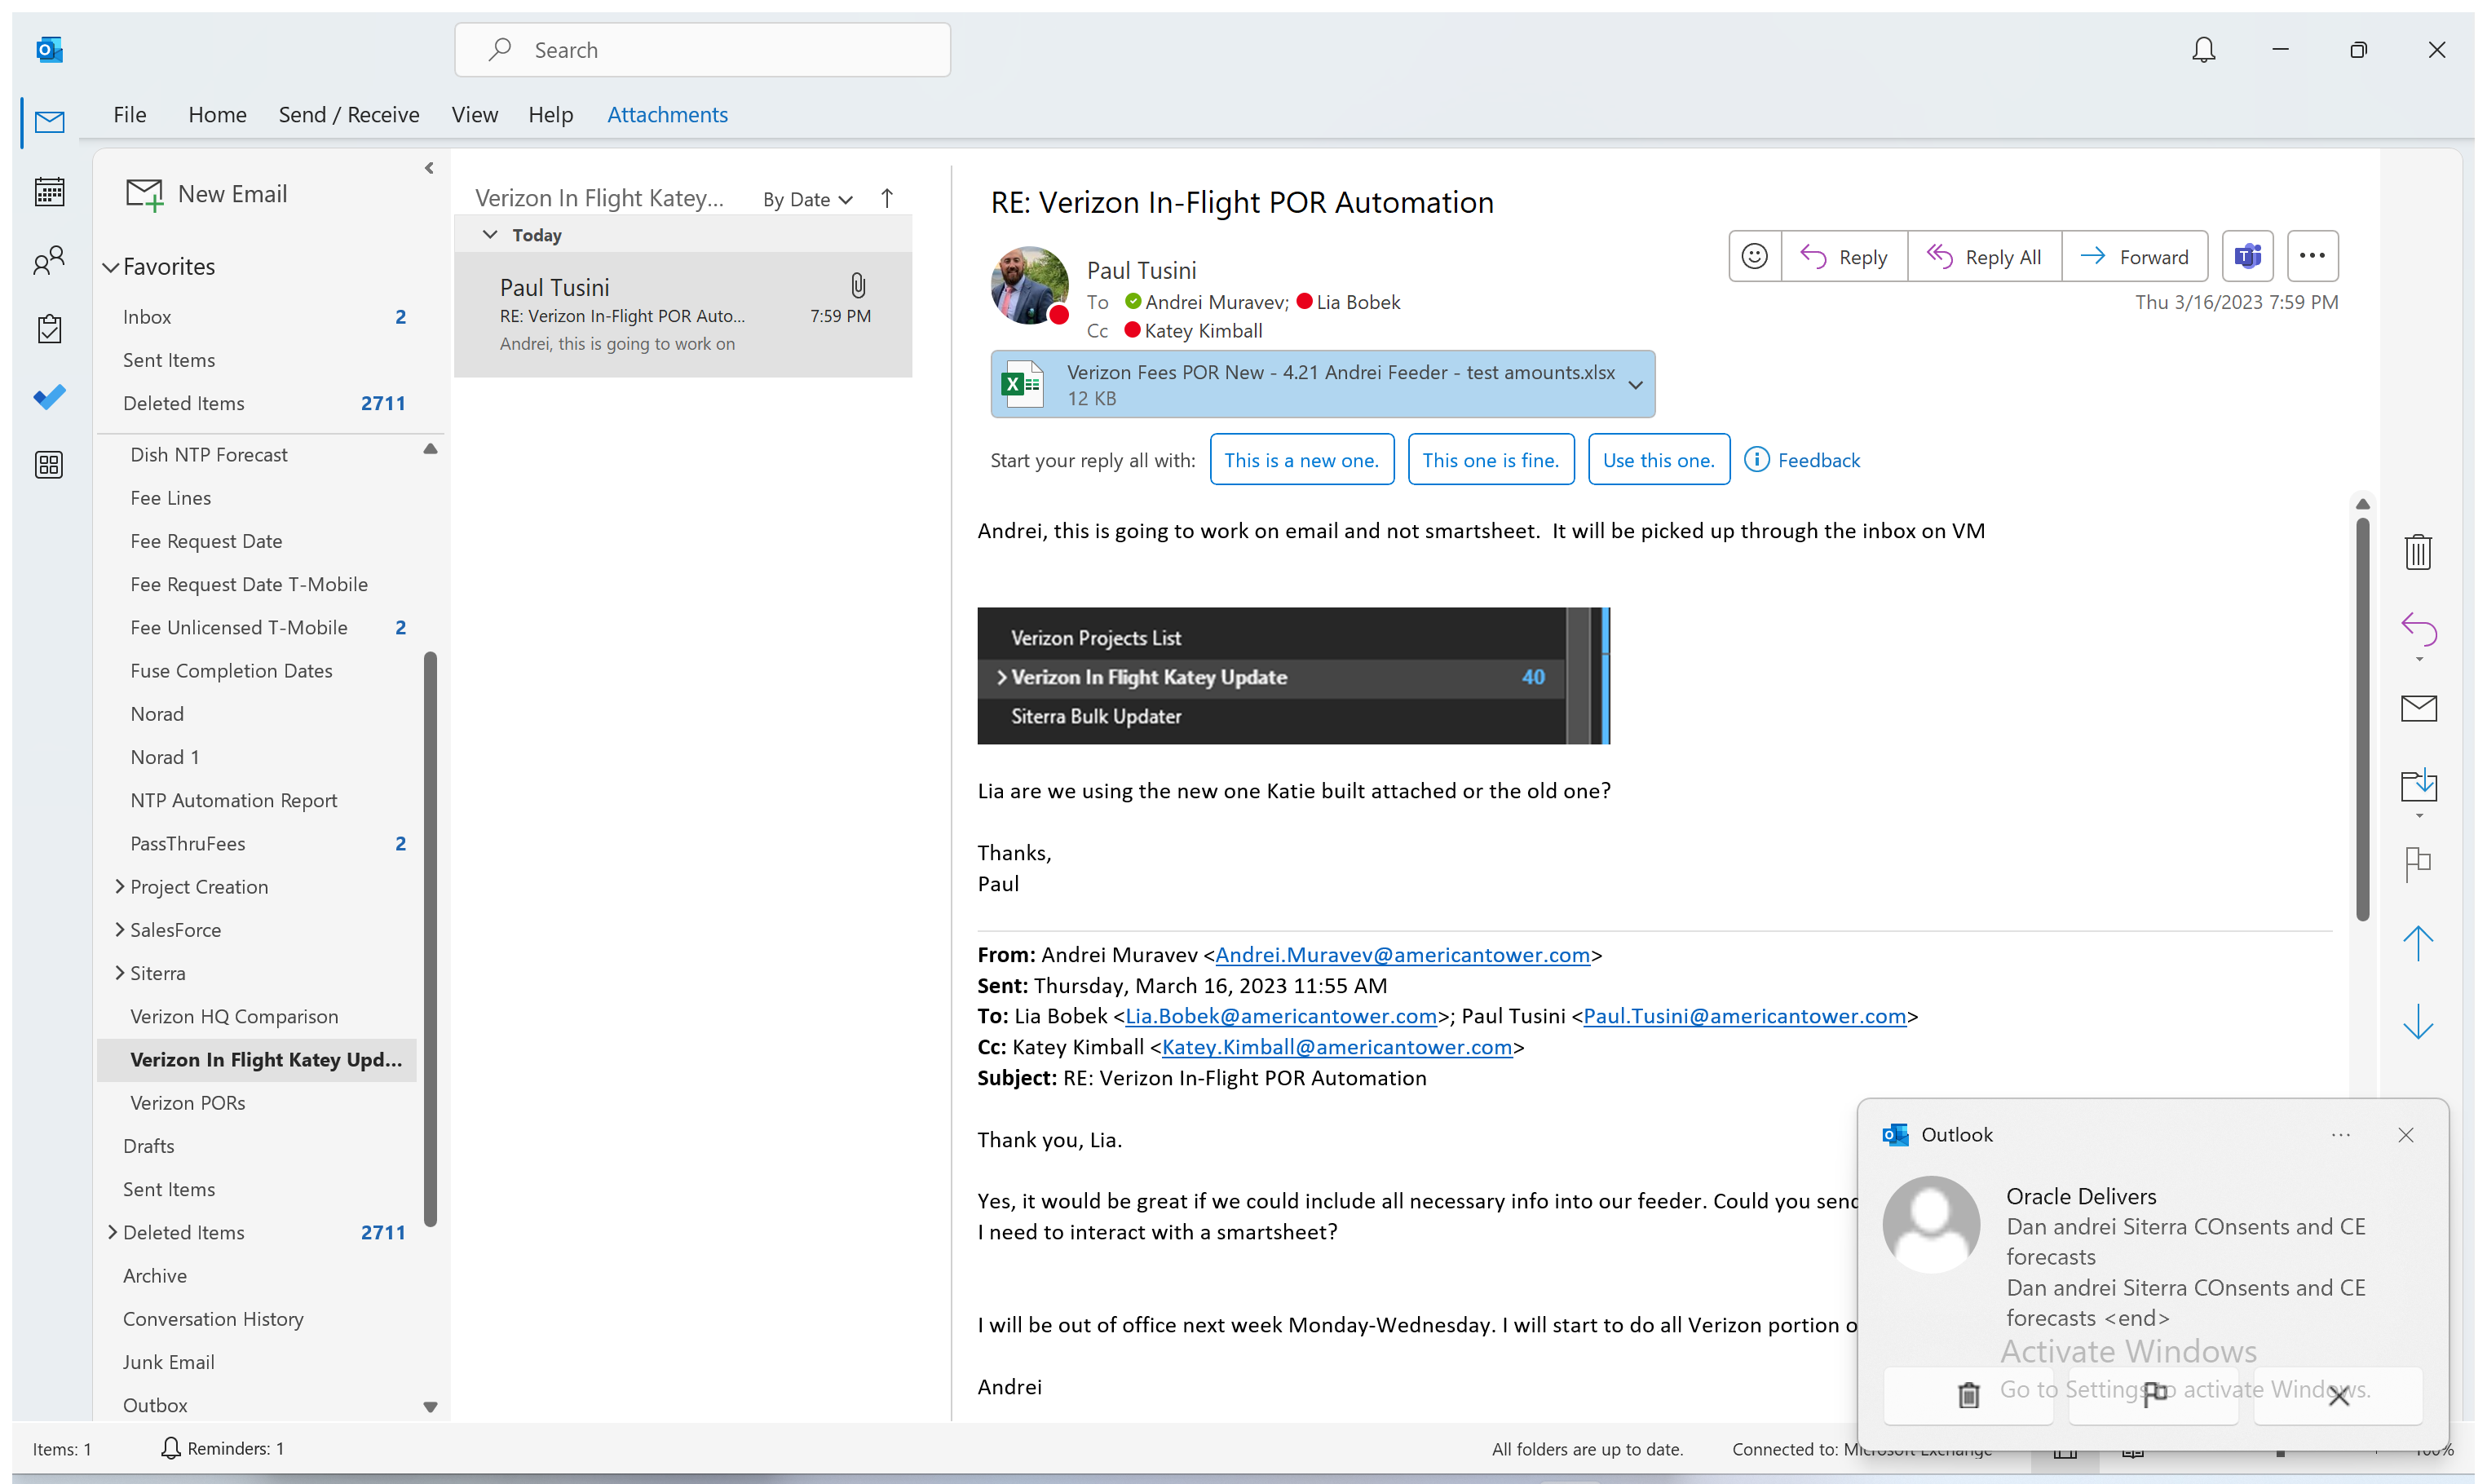 Search
File Home Send / Receive View Help Attachments
New Email
Favorites
Inbox 2
Sent Items
Deleted Items 2711
Dish NTP Forecast
Fee Lines
Fee Request Date
Fee Request Date T-Mobile
Fee Unlicensed T-Mobile 2
Fuse Completion Dates
Norad
Norad 1
NTP Automation Report
PassThruFees 2
Project Creation
SalesForce
Siterra
Verizon HQ Comparison
Verizon In Flight Katey Upd...
Verizon PORs
Drafts
Sent Items
Deleted Items 2711
Archive
Conversation History
Junk Email
Outbox
Verizon In Flight Katey... By Date
Today
Paul Tusini
RE: Verizon In-Flight POR Auto... 7:59 PM
Andrei, this is going to work on
RE: Verizon In-Flight POR Automation
Paul Tusini
Reply Reply All Forward
To Andrei Muravev; Lia Bobek
Thu 3/16/2023 7:59 PM
Cc Katey Kimball
Verizon Fees POR New - 4.21 Andrei Feeder - test amounts.xlsx
12 KB
Start your reply all with: This is a new one. This one is fine. Use this one. Feedback
Andrei, this is going to work on email and not smartsheet. It will be picked up through the inbox on VM
Verizon Projects List
Verizon In Flight Katey Update 40
Siterra Bulk Updater
Lia are we using the new one Katie built attached or the old one?
Thanks,
Paul
From: Andrei Muravev <Andrei.Muravev@americantower.com>
Sent: Thursday, March 16, 2023 11:55 AM
To: Lia Bobek <Lia.Bobek@americantower.com>; Paul Tusini <Paul.Tusini@americantower.com>
Cc: Katey Kimball <Katey.Kimball@americantower.com>
Subject: RE: Verizon In-Flight POR Automation
Thank you, Lia.
Yes, it would be great if we could include all necessary info into our feeder. Could you send
I need to interact with a smartsheet?
I will be out of office next week Monday-Wednesday. I will start to do all Verizon portion o
Andrei
Outlook
Oracle Delivers
Dan andrei Siterra COnsents and CE
forecasts
Dan andrei Siterra COnsents and CE
forecasts <end>
Activate Windows
Go to Settings to activate Windows.
Items: 1 Reminders: 1 All folders are up to date. Connected to: Microsoft Exchange